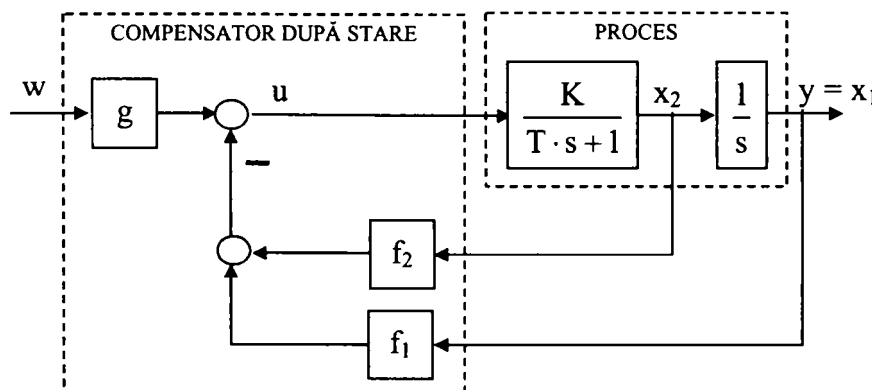 COMPENSATOR DUPĂ STARE
PROCES
w
g
u
K
T · s + 1
x₂
1
s
y = x₁
f₂
f₁